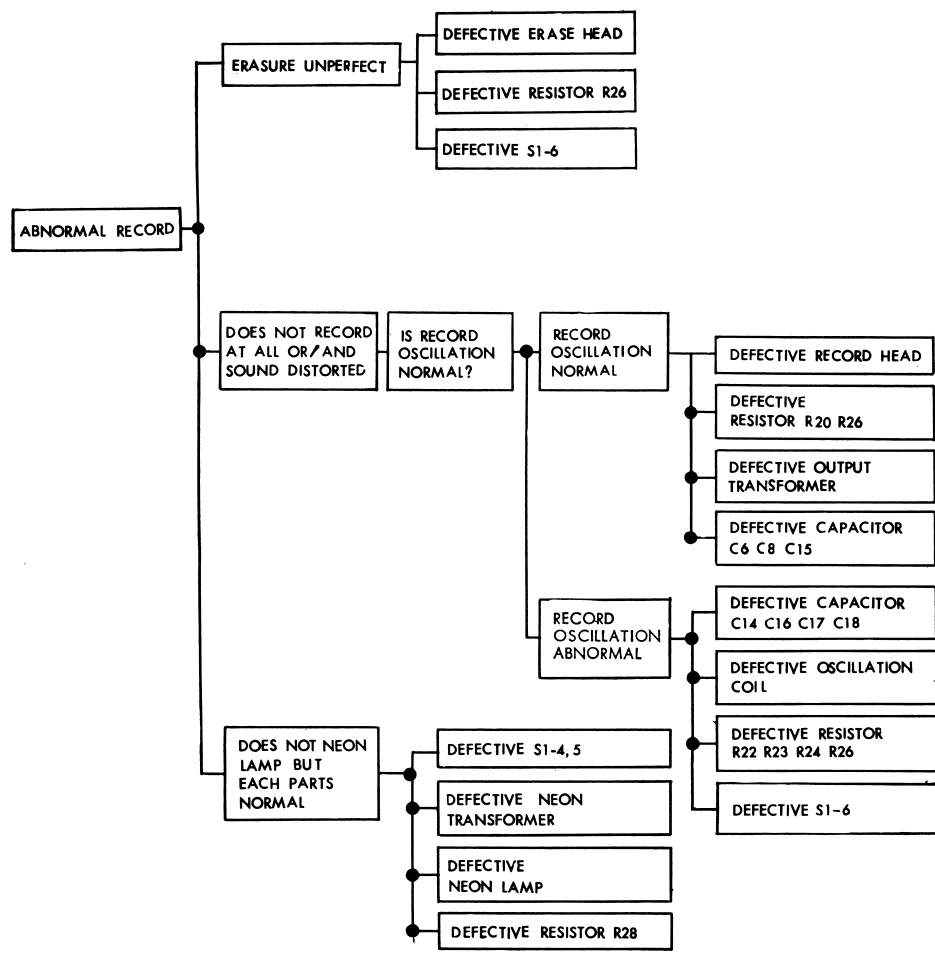 DEFECTIVE ERASE HEAD
ERASURE UNPERFECT
DEFECTIVE RESISTOR R26
DEFECTIVE S1-6
ABNORMAL RECORD
DOES NOT RECORD
AT ALL OR/AND
SOUND DISTORTED
IS RECORD
OSCILLATION
NORMAL?
RECORD
OSCILLATION
NORMAL
DEFECTIVE RECORD HEAD
DEFECTIVE
RESISTOR R20 R26
DEFECTIVE OUTPUT
TRANSFORMER
DEFECTIVE CAPACITOR
C6 C8 C15
RECORD
OSCILLATION
ABNORMAL
DEFECTIVE CAPACITOR
C14 C16 C17 C18
DEFECTIVE OSCILLATION
COIL
DEFECTIVE RESISTOR
R22 R23 R24 R26
DEFECTIVE S1-6
DOES NOT NEON
LAMP BUT
EACH PARTS
NORMAL
DEFECTIVE S1-4, 5
DEFECTIVE NEON
TRANSFORMER
DEFECTIVE
NEON LAMP
DEFECTIVE RESISTOR R28